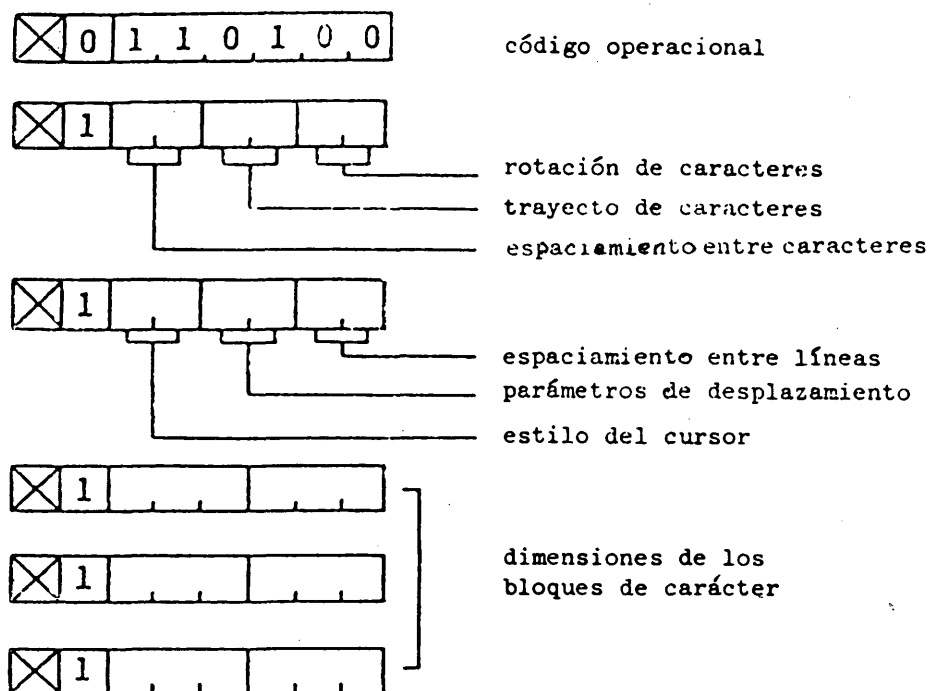 0 1 1 0 1 0 0 código operacional
1
rotación de caracteres
trayecto de caracteres
espaciamiento entre caracteres
1
espaciamiento entre líneas
parámetros de desplazamiento
estilo del cursor
1
dimensiones de los
bloques de carácter
1
1